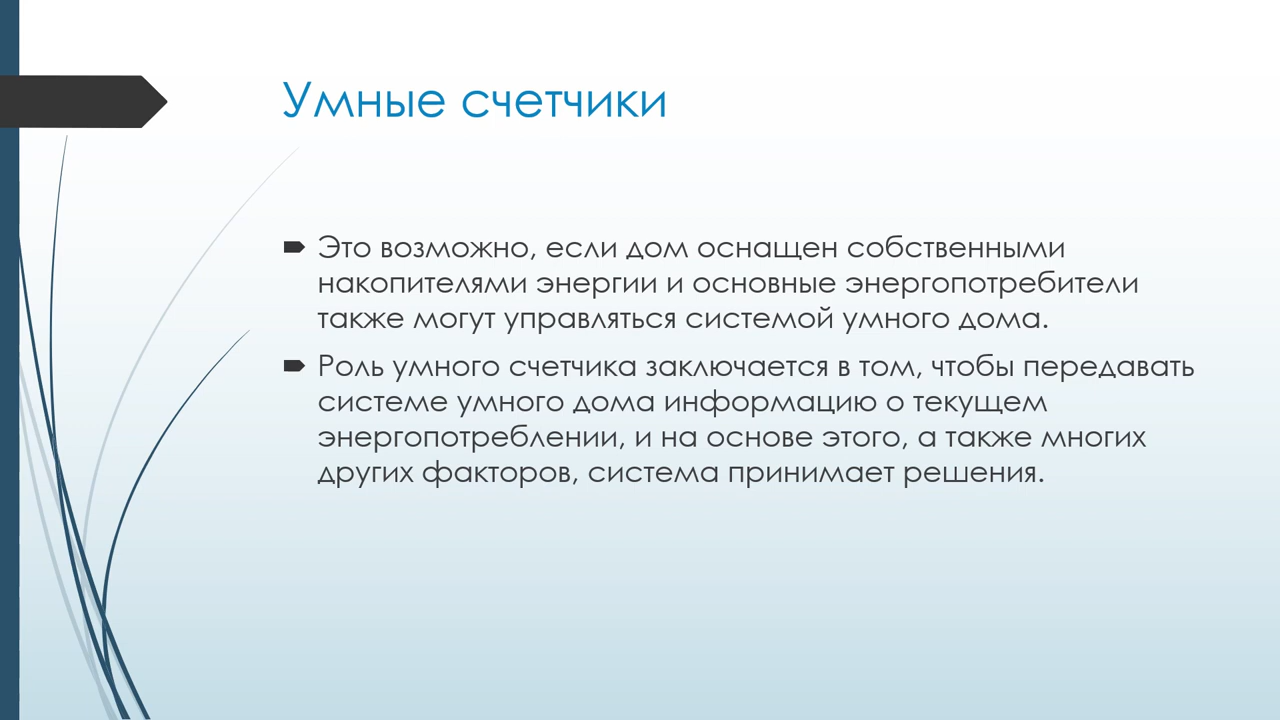 Умные счетчики
Это возможно, если дом оснащен собственными
накопителями энергии и основные энергопотребители
также могут управляться системой умного дома.
Роль умного счетчика заключается в том, чтобы передавать
системе умного дома информацию о текущем
энергопотреблении, и на основе этого, а также многих
других факторов, система принимает решения.